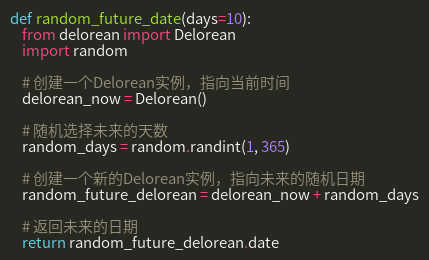 def random_future_date(days=10):
from delorean import Delorean
import random
# 创建一个Delorean实例，指向当前时间
delorean_now = Delorean()
# 随机选择未来的天数
random_days = random.randint(1, 365)
# 创建一个新的Delorean实例，指向未来的随机日期
random_future_delorean = delorean_now + random_days
# 返回未来的日期
return random_future_delorean.date